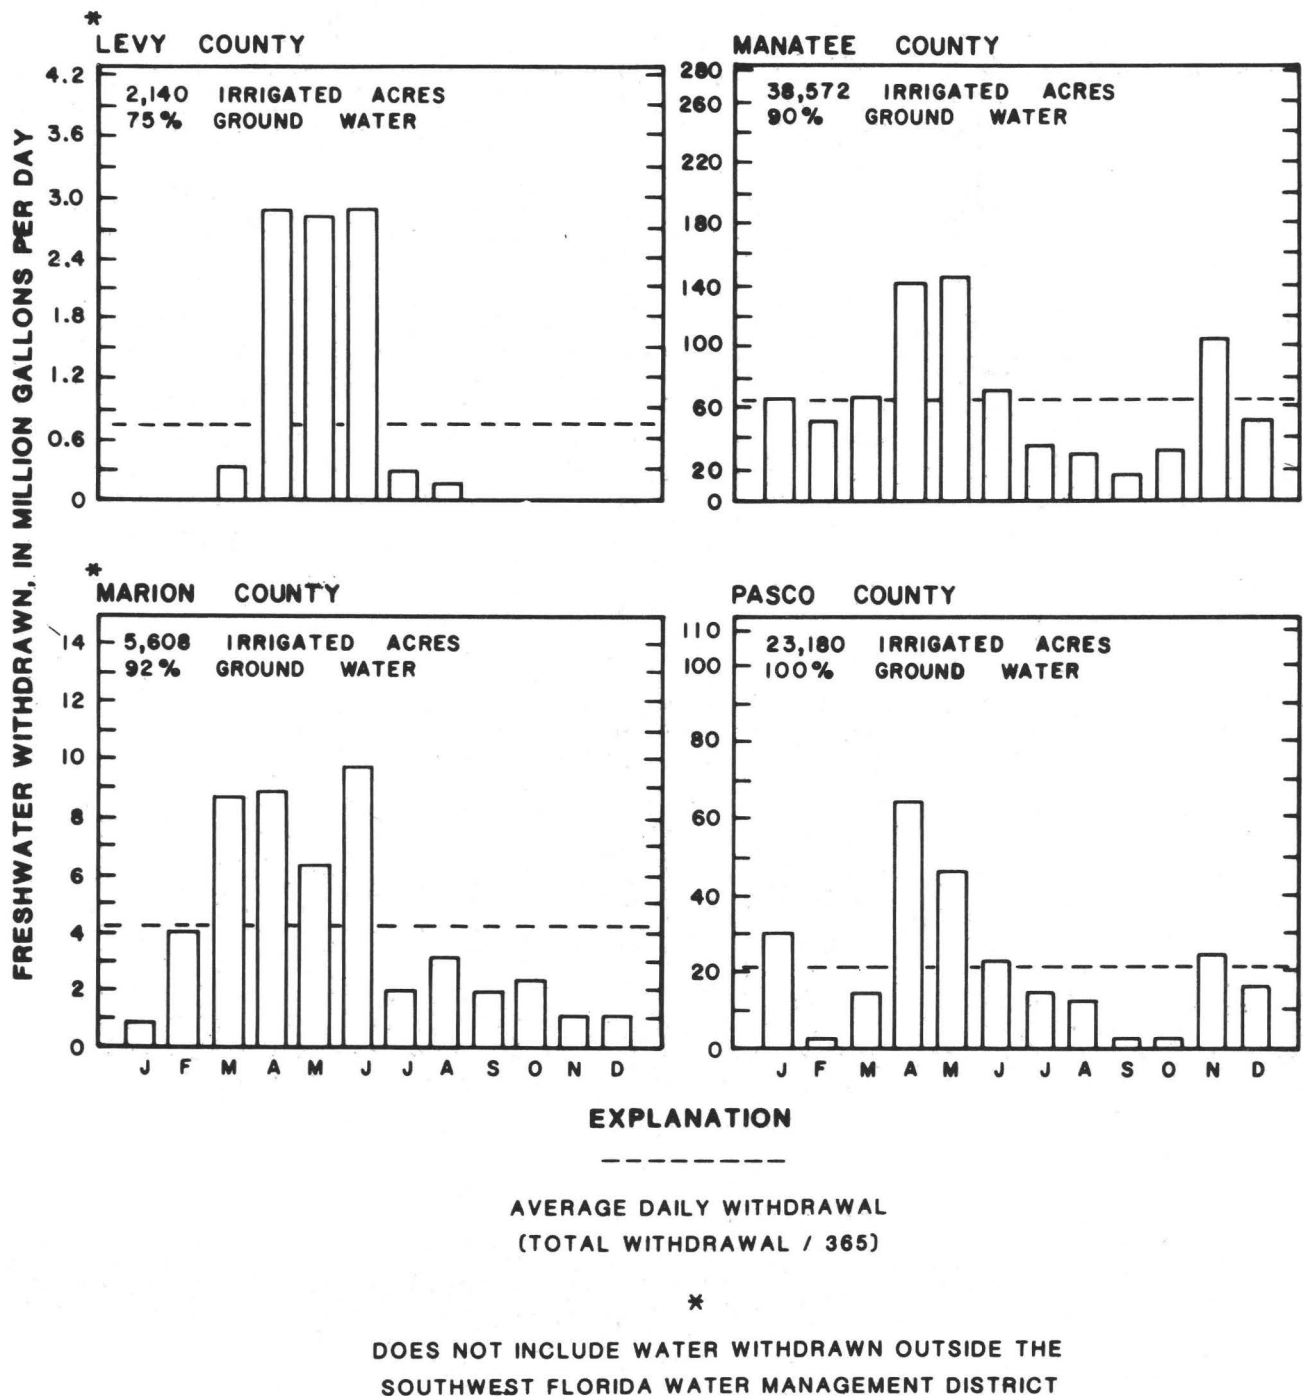 FRESHWATER WITHDRAWN, IN MILLION GALLONS PER DAY
*
LEVY COUNTY
2,140 IRRIGATED ACRES
75% GROUND WATER
4.2
3.6
3.0
2.4
1.8
1.2
0.6
0
MANATEE COUNTY
38,572 IRRIGATED ACRES
90% GROUND WATER
280
260
220
180
140
100
60
20
0
*
MARION COUNTY
5,608 IRRIGATED ACRES
92% GROUND WATER
14
12
10
8
6
4
2
0
J F M A M J J A S O N D
PASCO COUNTY
23,180 IRRIGATED ACRES
100% GROUND WATER
110
100
80
60
40
20
0
J F M A M J J A S O N D
EXPLANATION
AVERAGE DAILY WITHDRAWAL
(TOTAL WITHDRAWAL / 365)
*
DOES NOT INCLUDE WATER WITHDRAWN OUTSIDE THE
SOUTHWEST FLORIDA WATER MANAGEMENT DISTRICT